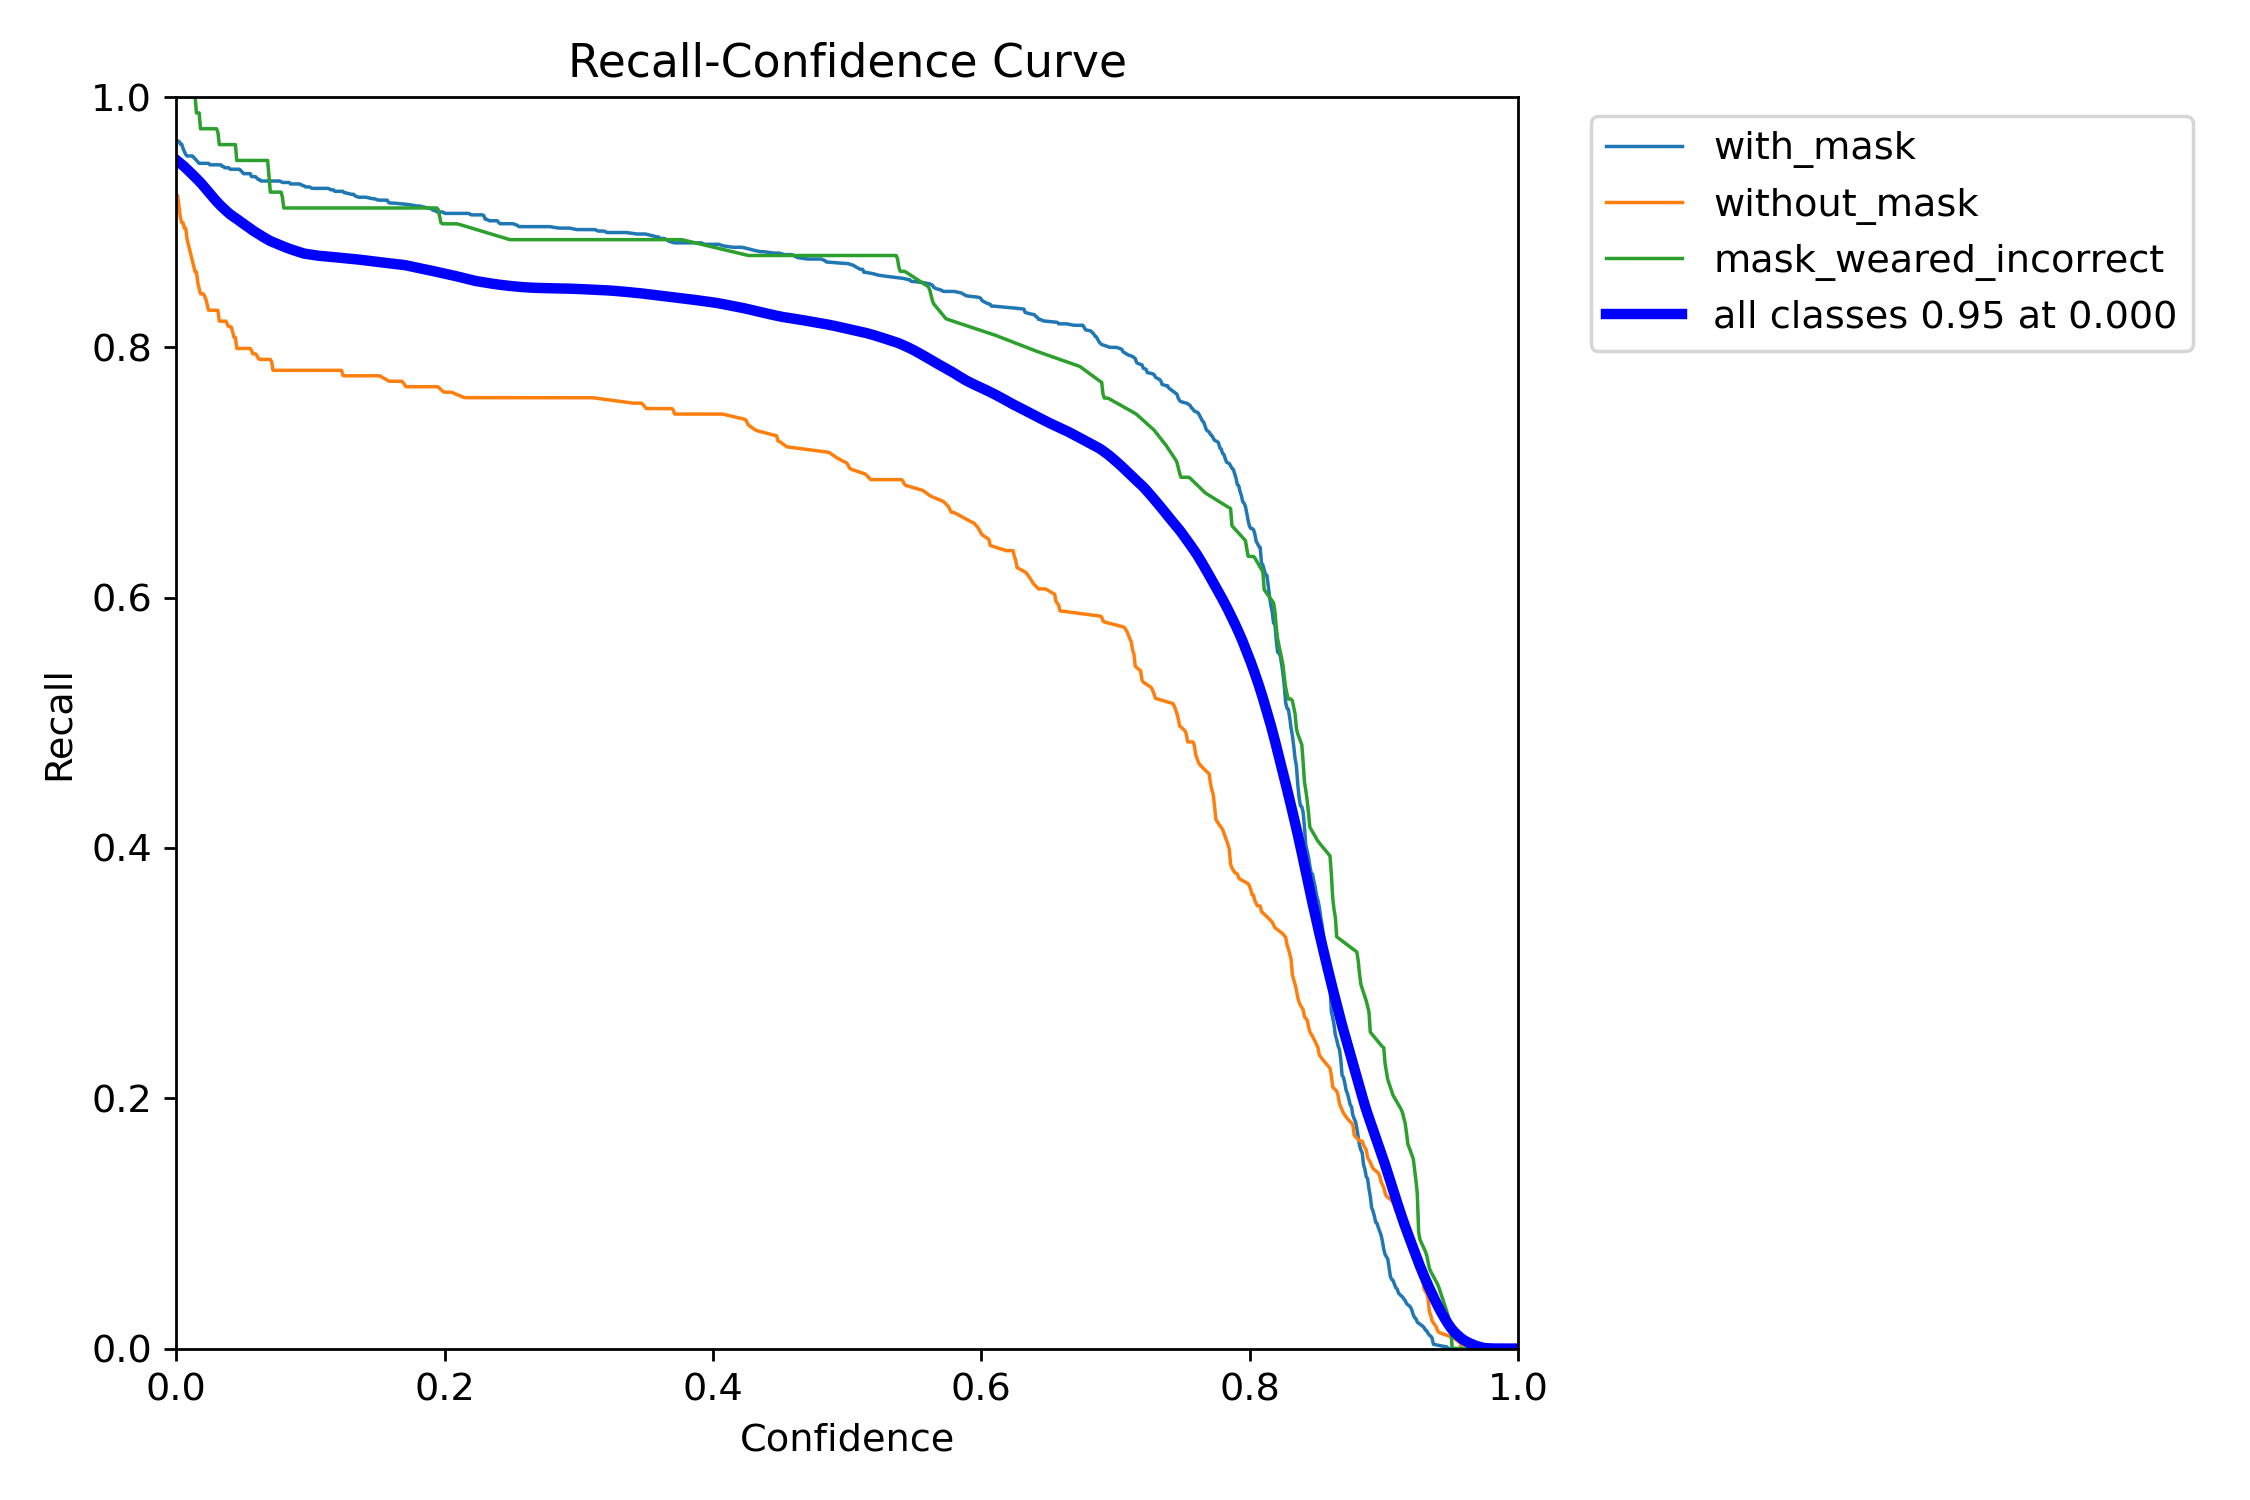 Recall-Confidence Curve
1.0
0.8
0.6
0.4
0.2
0.0
Recall
0.0 0.2 0.4 0.6 0.8 1.0
Confidence
with_mask
without_mask
mask_weared_incorrect
all classes 0.95 at 0.000